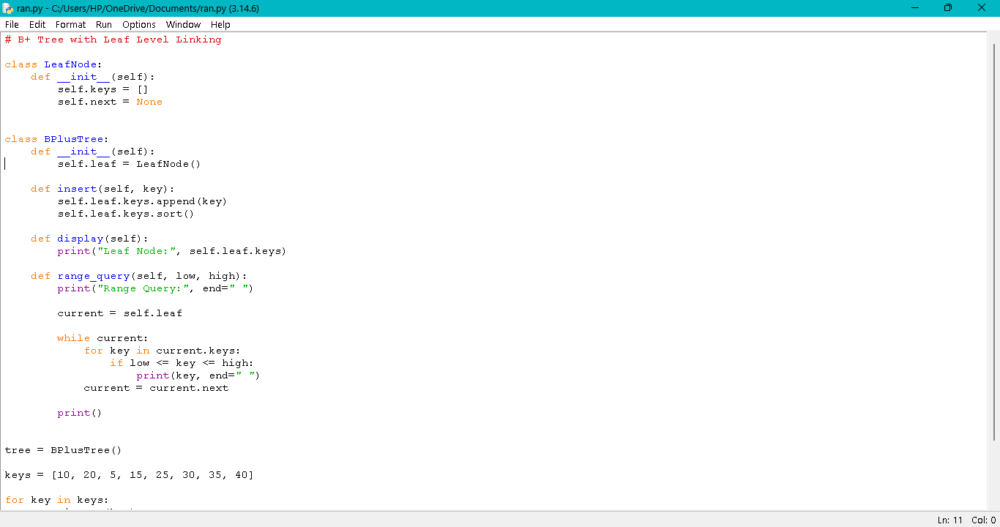 ran.py - C:/Users/HP/OneDrive/Documents/ran.py (3.14.6)
File Edit Format Run Options Window Help
# B+ Tree with Leaf Level Linking
class LeafNode:
    def __init__(self):
        self.keys = []
        self.next = None
class BPlusTree:
    def __init__(self):
        self.leaf = LeafNode()
    def insert(self, key):
        self.leaf.keys.append(key)
        self.leaf.keys.sort()
    def display(self):
        print("Leaf Node:", self.leaf.keys)
    def range_query(self, low, high):
        print("Range Query:", end=" ")
        current = self.leaf
        while current:
            for key in current.keys:
                if low <= key <= high:
                    print(key, end=" ")
            current = current.next
        print()
tree = BPlusTree()
keys = [10, 20, 5, 15, 25, 30, 35, 40]
for key in keys:
Ln: 11 Col: 0